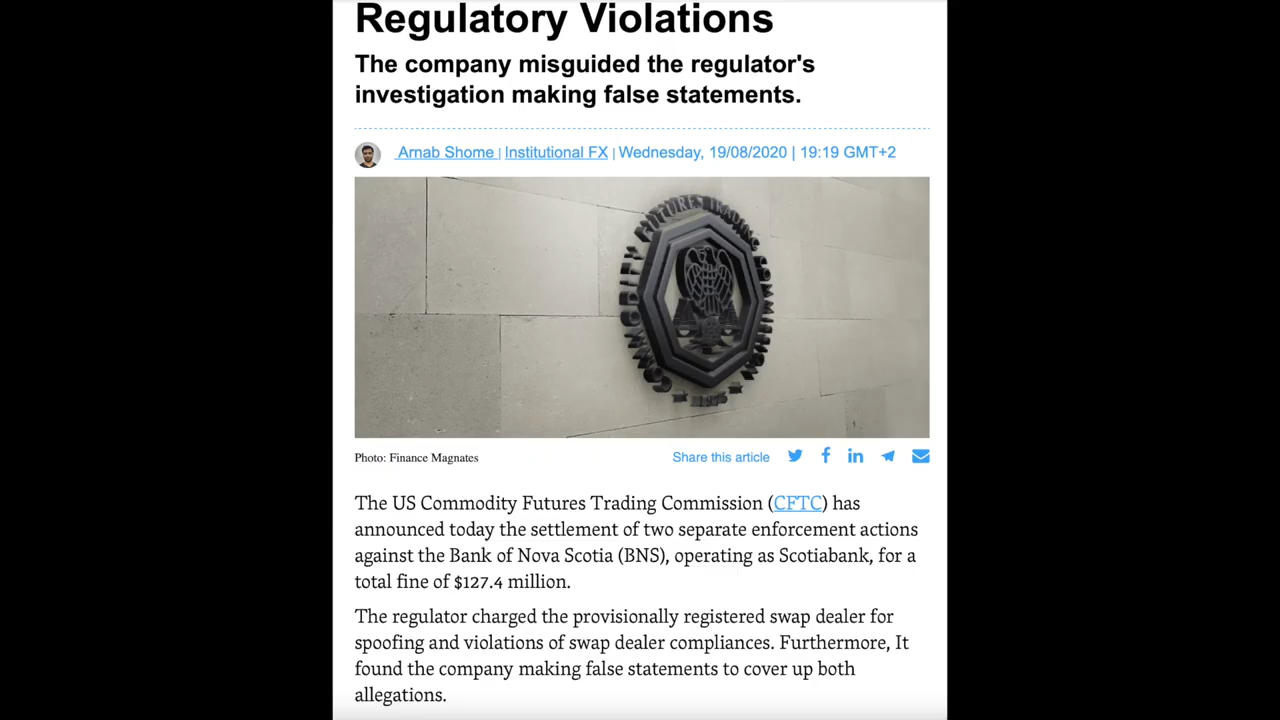 Regulatory Violations
The company misguided the regulator's
investigation making false statements.
Arnab Shome | Institutional FX | Wednesday, 19/08/2020 | 19:19 GMT+2
FUTURES TRADING
Photo: Finance Magnates
Share this article
The US Commodity Futures Trading Commission (CFTC) has
announced today the settlement of two separate enforcement actions
against the Bank of Nova Scotia (BNS), operating as Scotiabank, for a
total fine of $127.4 million.
The regulator charged the provisionally registered swap dealer for
spoofing and violations of swap dealer compliances. Furthermore, It
found the company making false statements to cover up both
allegations.